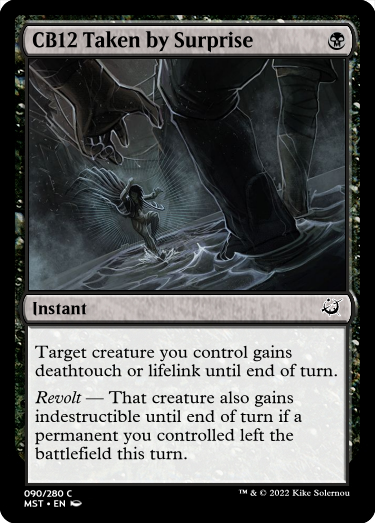 CB12 Taken by Surprise
Instant
Target creature you control gains
deathtouch or lifelink until end of turn.
Revolt — That creature also gains
indestructible until end of turn if a
permanent you controlled left the
battlefield this turn.
090/280 C
MST • EN
™ & © 2022 Kike Solernou